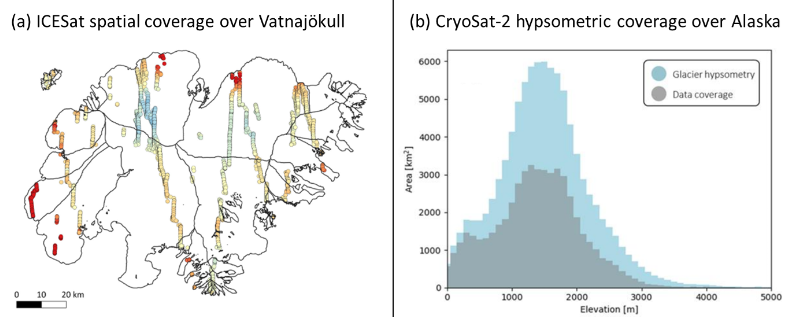 (a) ICESat spatial coverage over Vatnajökull
0 10 20 km
(b) CryoSat-2 hypsometric coverage over Alaska
Glacier hypsometry
Data coverage
Area [km²]
6000
5000
4000
3000
2000
1000
0
0 1000 2000 3000 4000 5000
Elevation [m]